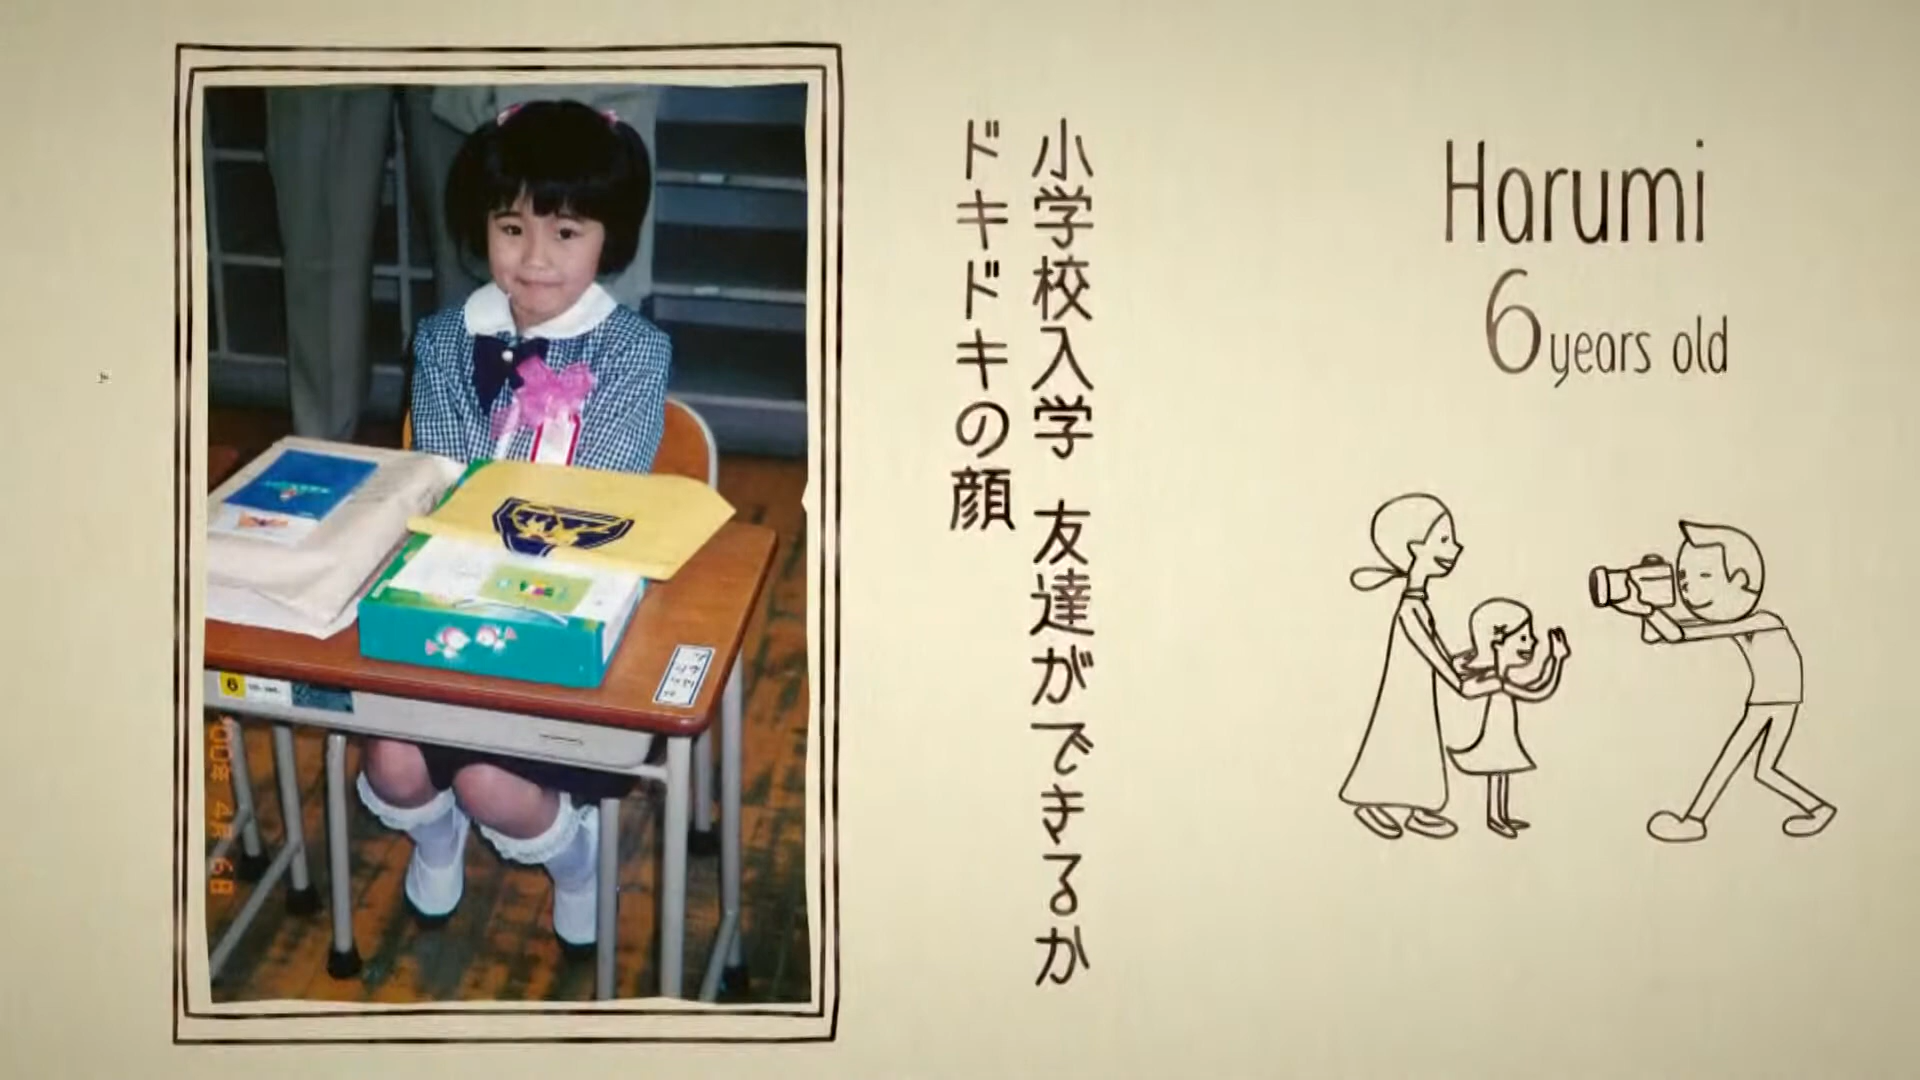 小学校入学 友達ができるか
ドキドキの顔
Harumi
6 years old
6